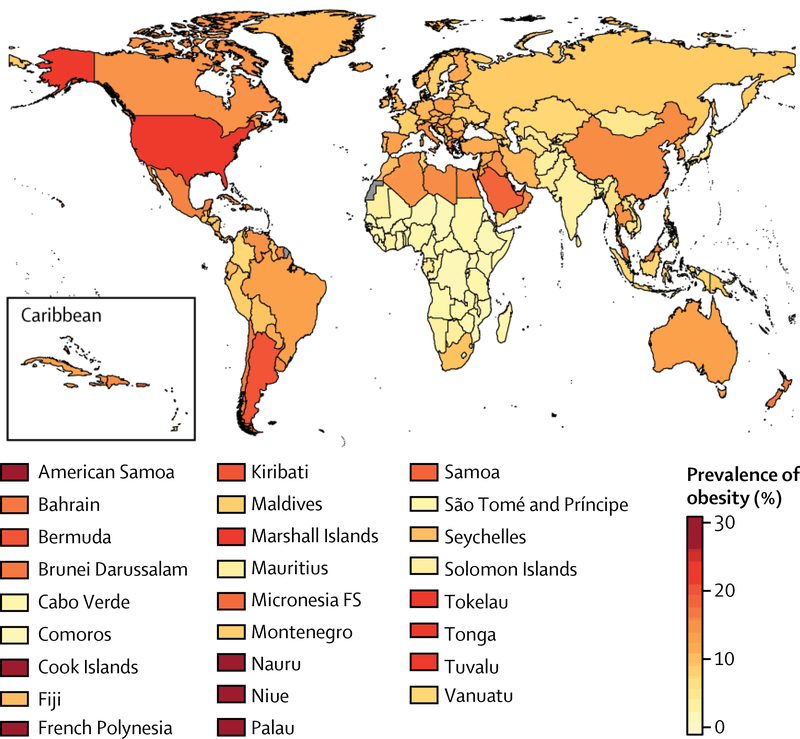 Caribbean
American Samoa
Bahrain
Bermuda
Brunei Darussalam
Cabo Verde
Comoros
Cook Islands
Fiji
French Polynesia
Kiribati
Maldives
Marshall Islands
Mauritius
Micronesia FS
Montenegro
Nauru
Niue
Palau
Samoa
São Tomé and Príncipe
Seychelles
Solomon Islands
Tokelau
Tonga
Tuvalu
Vanuatu
Prevalence of
obesity (%)
30
20
10
0